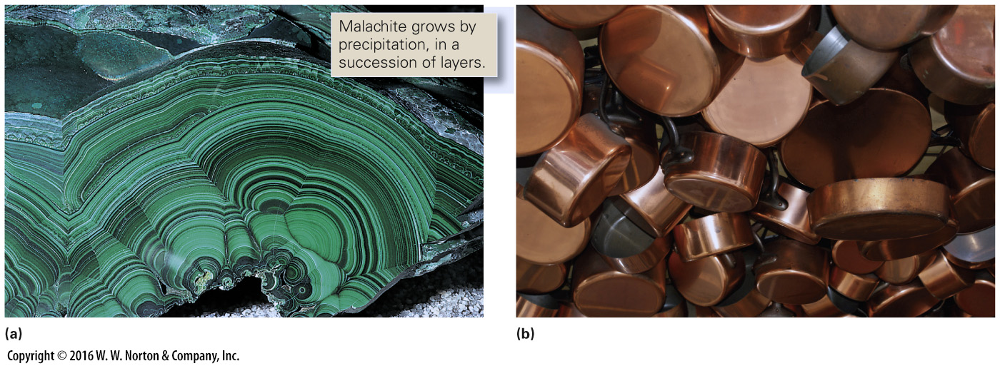 Malachite grows by
precipitation, in a
succession of layers.
(a)
(b)
Copyright © 2016 W. W. Norton & Company, Inc.